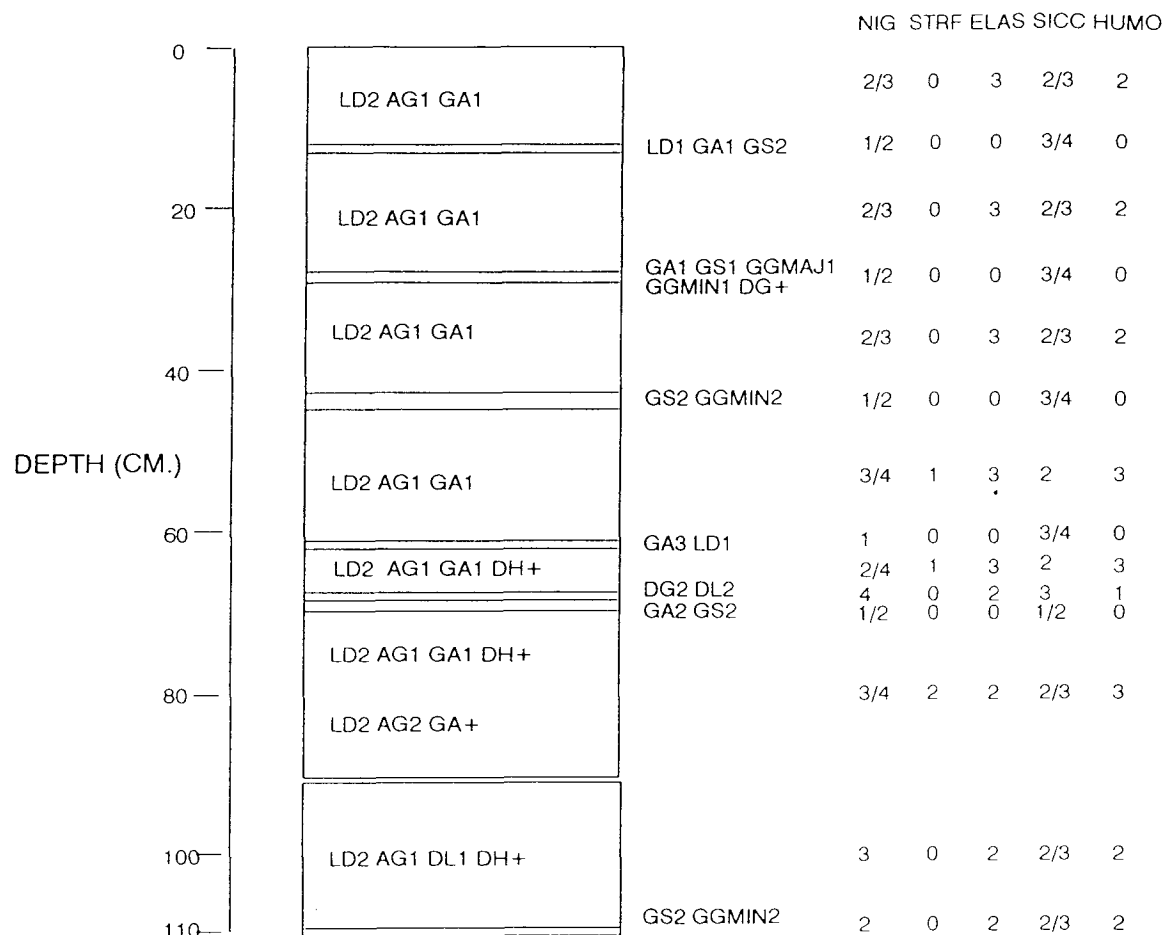 NIG STRF ELAS SICC HUMO
0
LD2 AG1 GA1 2/3 0 3 2/3 2
LD1 GA1 GS2 1/2 0 0 3/4 0
20 LD2 AG1 GA1 2/3 0 3 2/3 2
GA1 GS1 GGMAJ1
GGMIN1 DG+ 1/2 0 0 3/4 0
LD2 AG1 GA1 2/3 0 3 2/3 2
40
GS2 GGMIN2 1/2 0 0 3/4 0
DEPTH (CM.)
LD2 AG1 GA1 3/4 1 3 2 3
60
GA3 LD1 1 0 0 3/4 0
LD2 AG1 GA1 DH+ 2/4 1 3 2 3
DG2 DL2 4 0 2 3 1
GA2 GS2 1/2 0 0 1/2 0
LD2 AG1 GA1 DH+
80 3/4 2 2 2/3 3
LD2 AG2 GA+
100 LD2 AG1 DL1 DH+ 3 0 2 2/3 2
GS2 GGMIN2 2 0 2 2/3 2
110